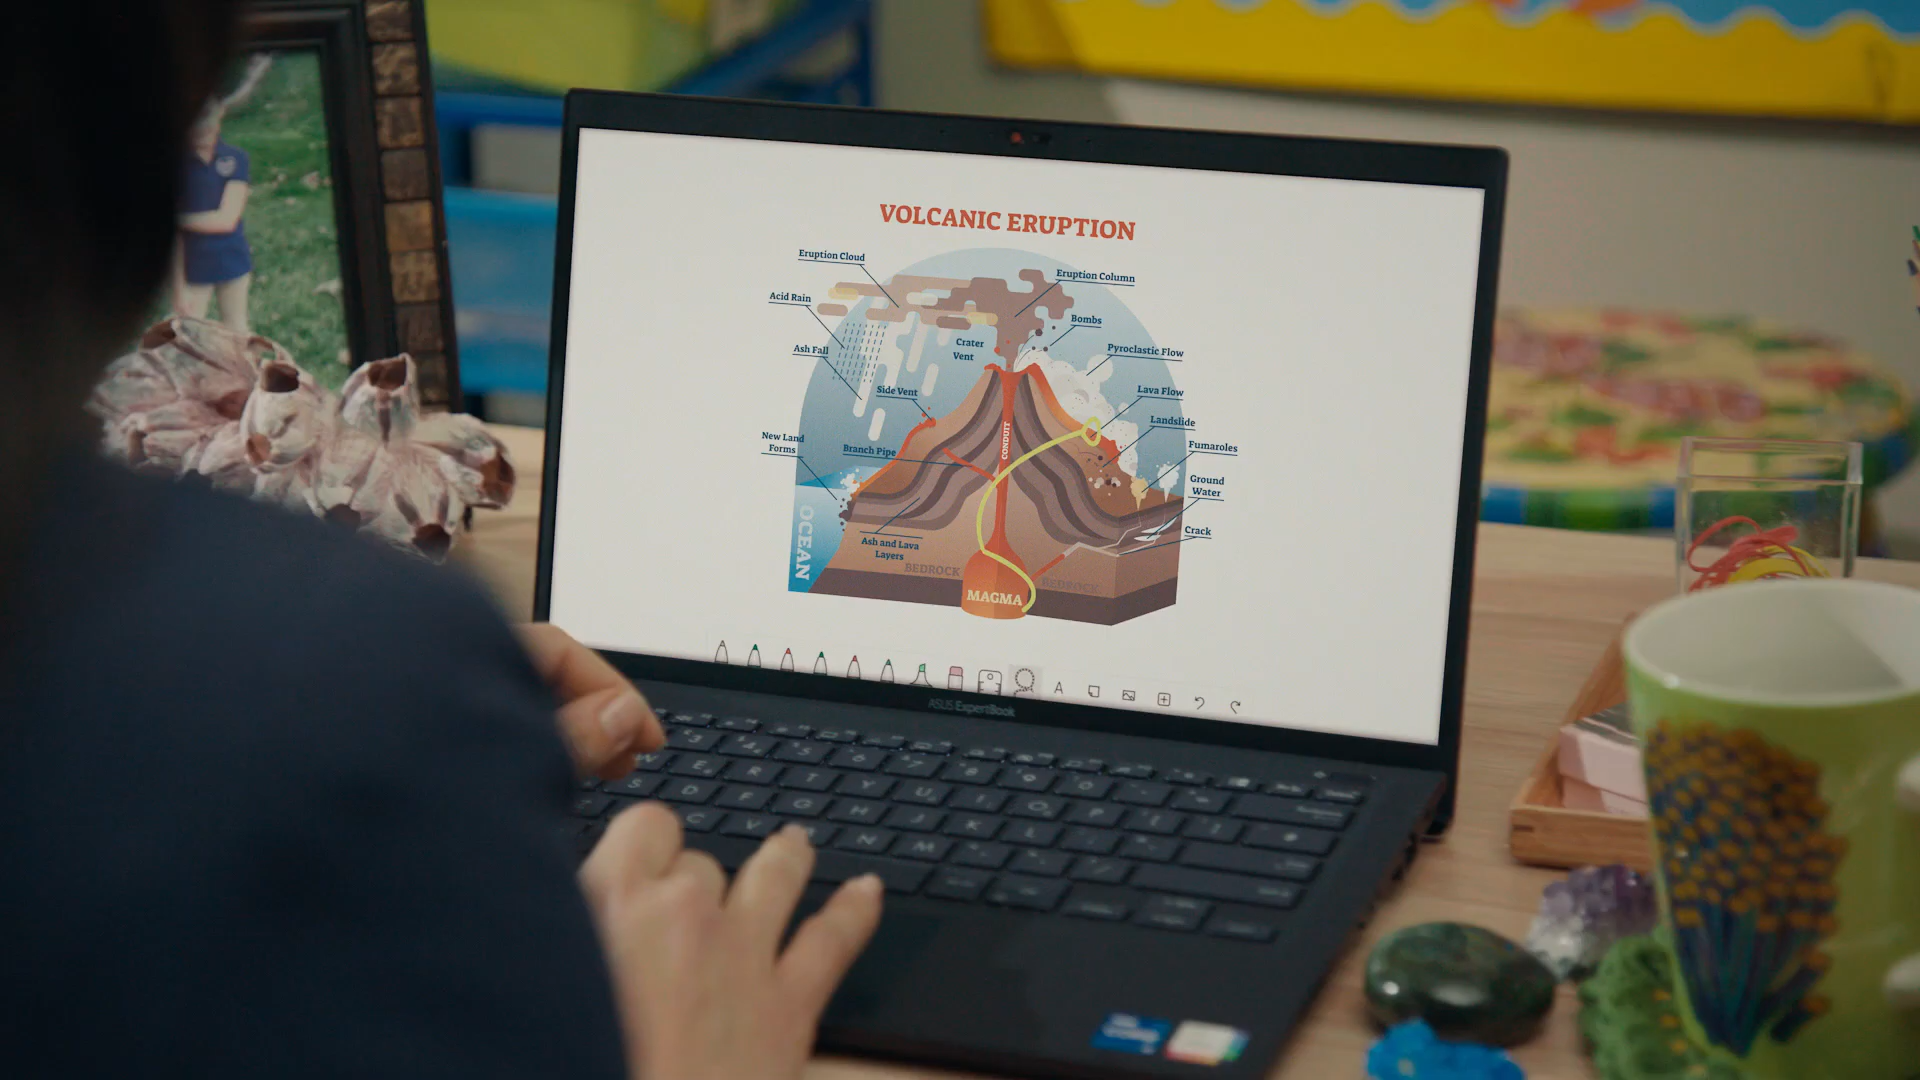 VOLCANIC ERUPTION
Eruption Cloud
Eruption Column
Acid Rain
Bombs
Crater
Vent
Ash Fall
Pyroclastic Flow
Side Vent
Lava Flow
Landslide
CONDUIT
New Land
Forms
Branch Pipe
Fumaroles
Ground
Water
OCEAN
Crack
Ash and Lava
Layers
BEDROCK
BEDROCK
MAGMA
A
ASUS ExpertBook
W E R T Y U I O P
S D F G H J K L
C V N M